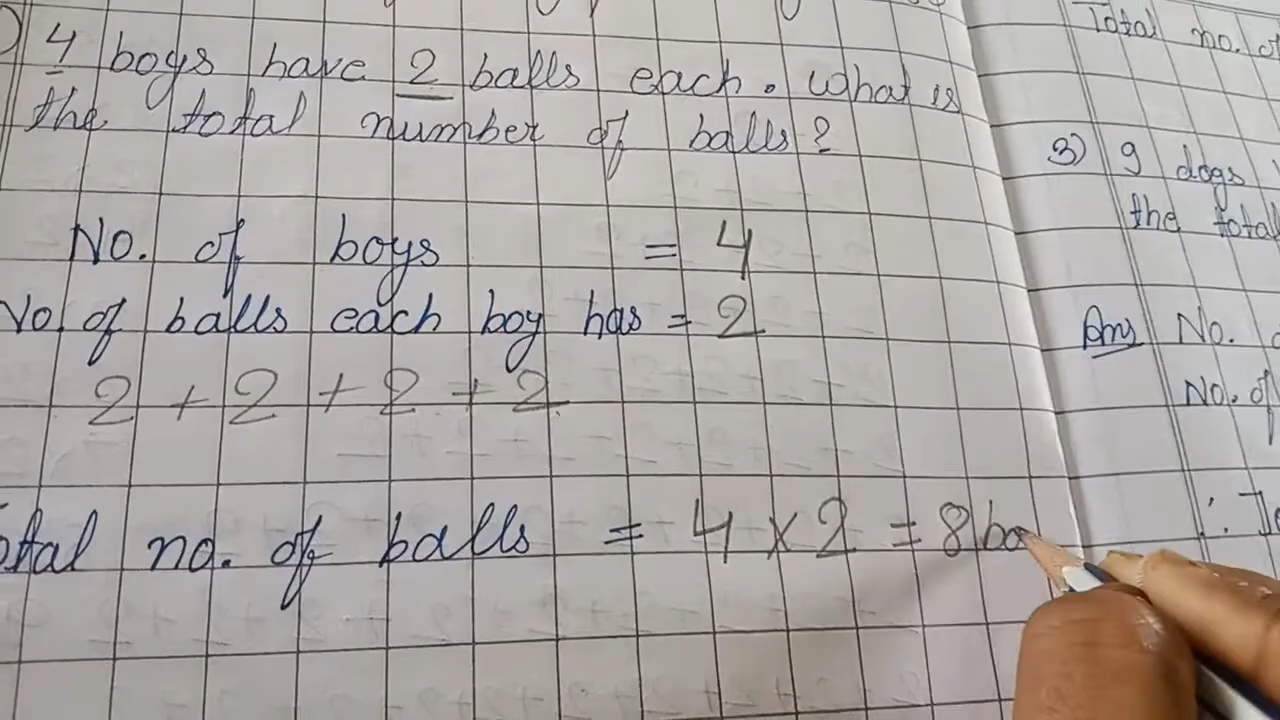 4 boys have 2 balls each. What is
the total number of balls?
No. of boys = 4
No. of balls each boy has = 2
2 + 2 + 2 + 2
Total no. of balls = 4 × 2 = 8 ba
Total no. of
3) 9 dogs
the total
Ans No.
No. of
∴